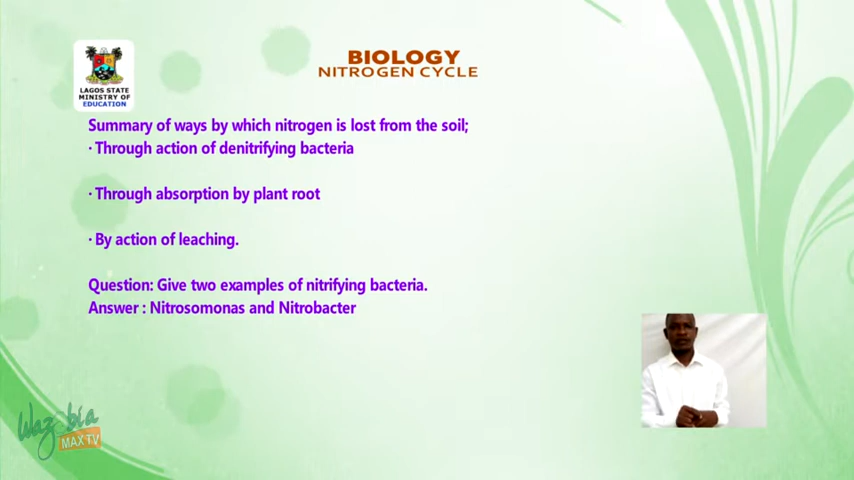 BIOLOGY
NITROGEN CYCLE
LAGOS STATE
MINISTRY OF
EDUCATION
Summary of ways by which nitrogen is lost from the soil;
· Through action of denitrifying bacteria
· Through absorption by plant root
· By action of leaching.
Question: Give two examples of nitrifying bacteria.
Answer : Nitrosomonas and Nitrobacter
Wazobia
MAX TV